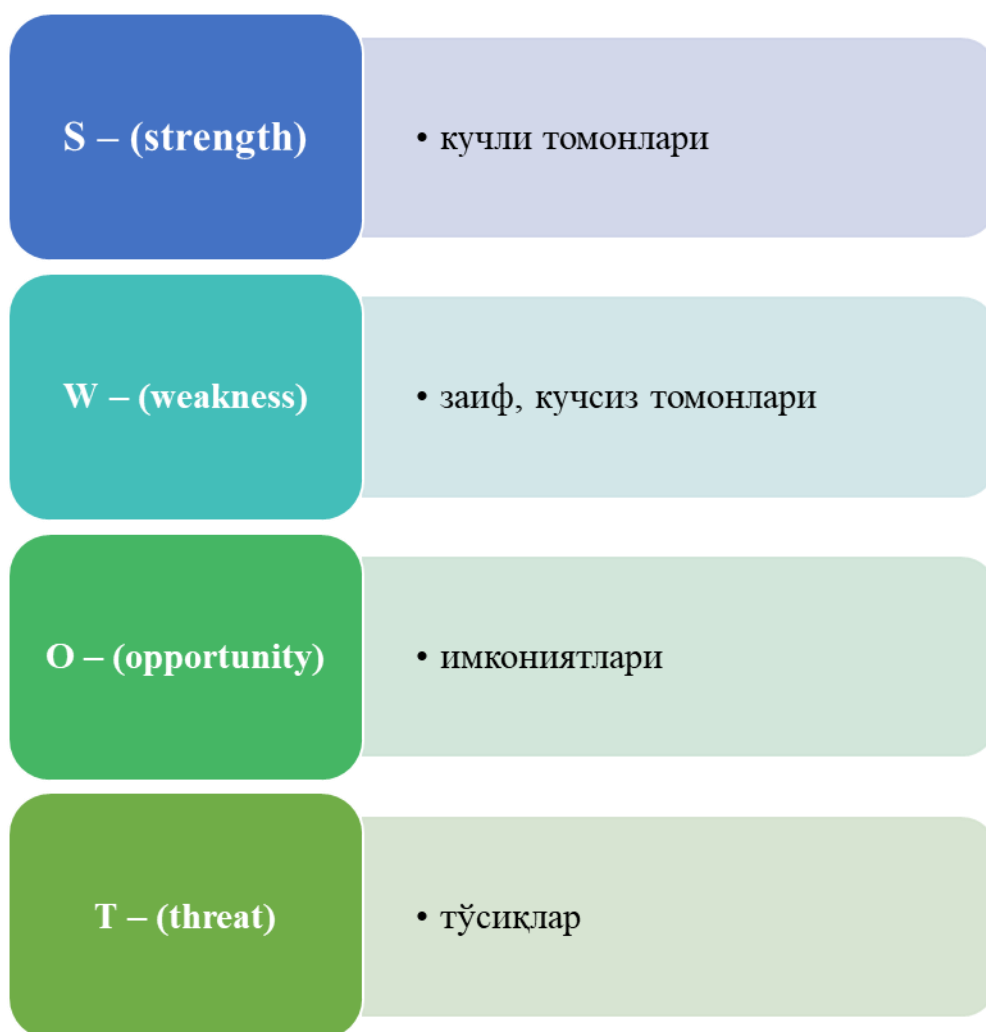 S – (strength)
• кучли томонлари
W – (weakness)
• заиф, кучсиз томонлари
O – (opportunity)
• имкониятлари
T – (threat)
• тўсиқлар